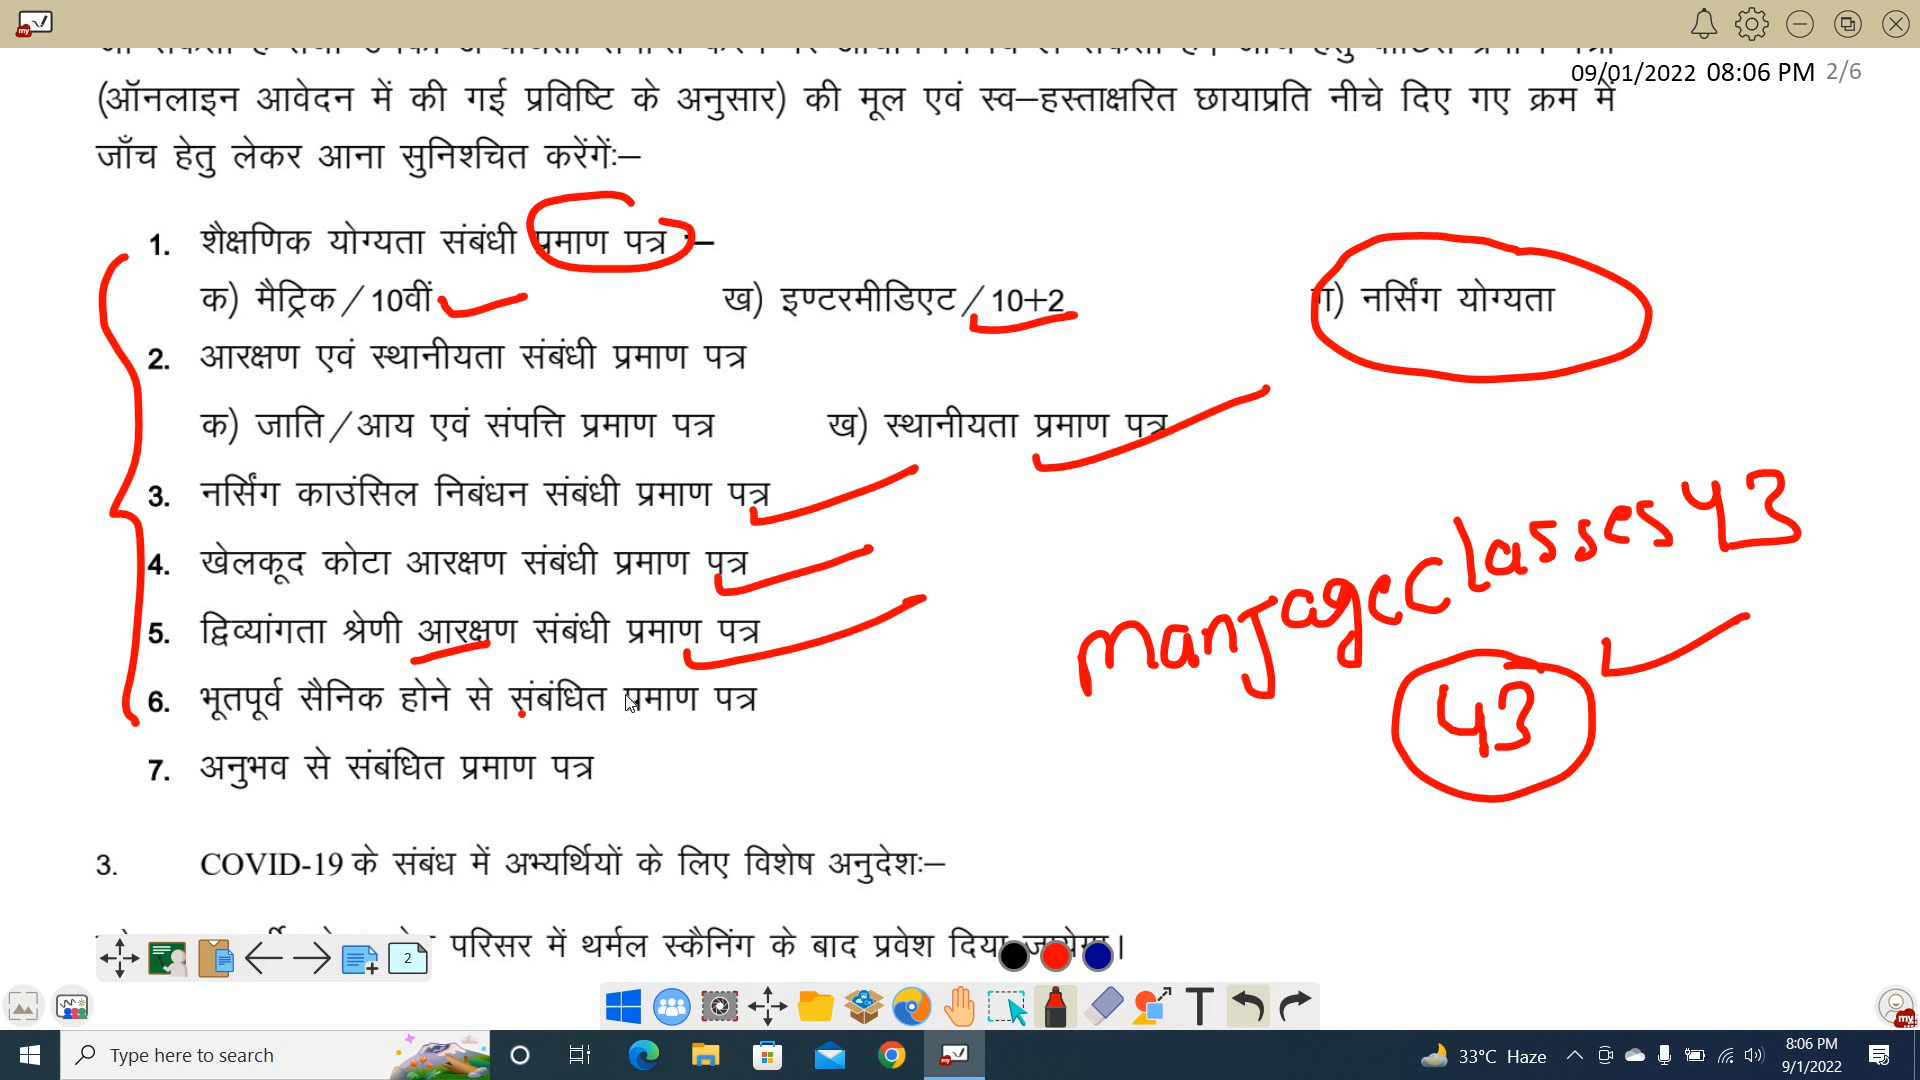 09/01/2022 08:06 PM 2/6
(ऑनलाइन आवेदन में की गई प्रविष्टि के अनुसार) की मूल एवं स्व–हस्ताक्षरित छायाप्रति नीचे दिए गए क्रम में
जाँच हेतु लेकर आना सुनिश्चित करेंगेंः–
1. शैक्षणिक योग्यता संबंधी प्रमाण पत्र :–
क) मैट्रिक/10वीं ख) इण्टरमीडिएट/10+2 ग) नर्सिंग योग्यता
2. आरक्षण एवं स्थानीयता संबंधी प्रमाण पत्र
क) जाति/आय एवं संपत्ति प्रमाण पत्र ख) स्थानीयता प्रमाण पत्र
3. नर्सिंग काउंसिल निबंधन संबंधी प्रमाण पत्र
4. खेलकूद कोटा आरक्षण संबंधी प्रमाण पत्र
5. द्विव्यांगता श्रेणी आरक्षण संबंधी प्रमाण पत्र
manjageclasses43
43
6. भूतपूर्व सैनिक होने से संबंधित प्रमाण पत्र
7. अनुभव से संबंधित प्रमाण पत्र
3. COVID-19 के संबंध में अभ्यर्थियों के लिए विशेष अनुदेशः–
परिसर में थर्मल स्कैनिंग के बाद प्रवेश दिया जायेगा।
2
Type here to search
33°C Haze
8:06 PM
9/1/2022